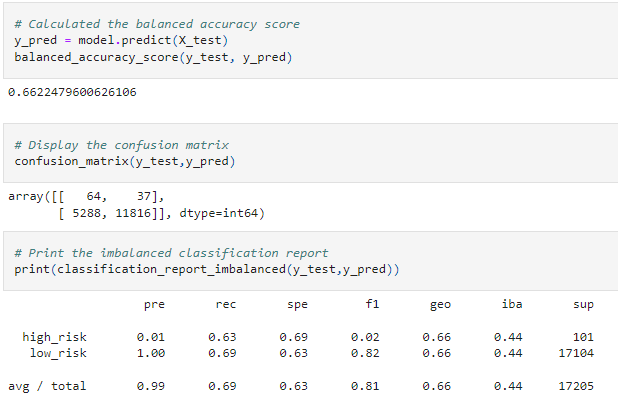 # Calculated the balanced accuracy score
y_pred = model.predict(X_test)
balanced_accuracy_score(y_test, y_pred)
0.6622479600626106
# Display the confusion matrix
confusion_matrix(y_test,y_pred)
array([[   64,    37],
       [ 5288, 11816]], dtype=int64)
# Print the imbalanced classification report
print(classification_report_imbalanced(y_test,y_pred))
pre rec spe f1 geo iba sup
high_risk 0.01 0.63 0.69 0.02 0.66 0.44 101
low_risk 1.00 0.69 0.63 0.82 0.66 0.44 17104
avg / total 0.99 0.69 0.63 0.81 0.66 0.44 17205